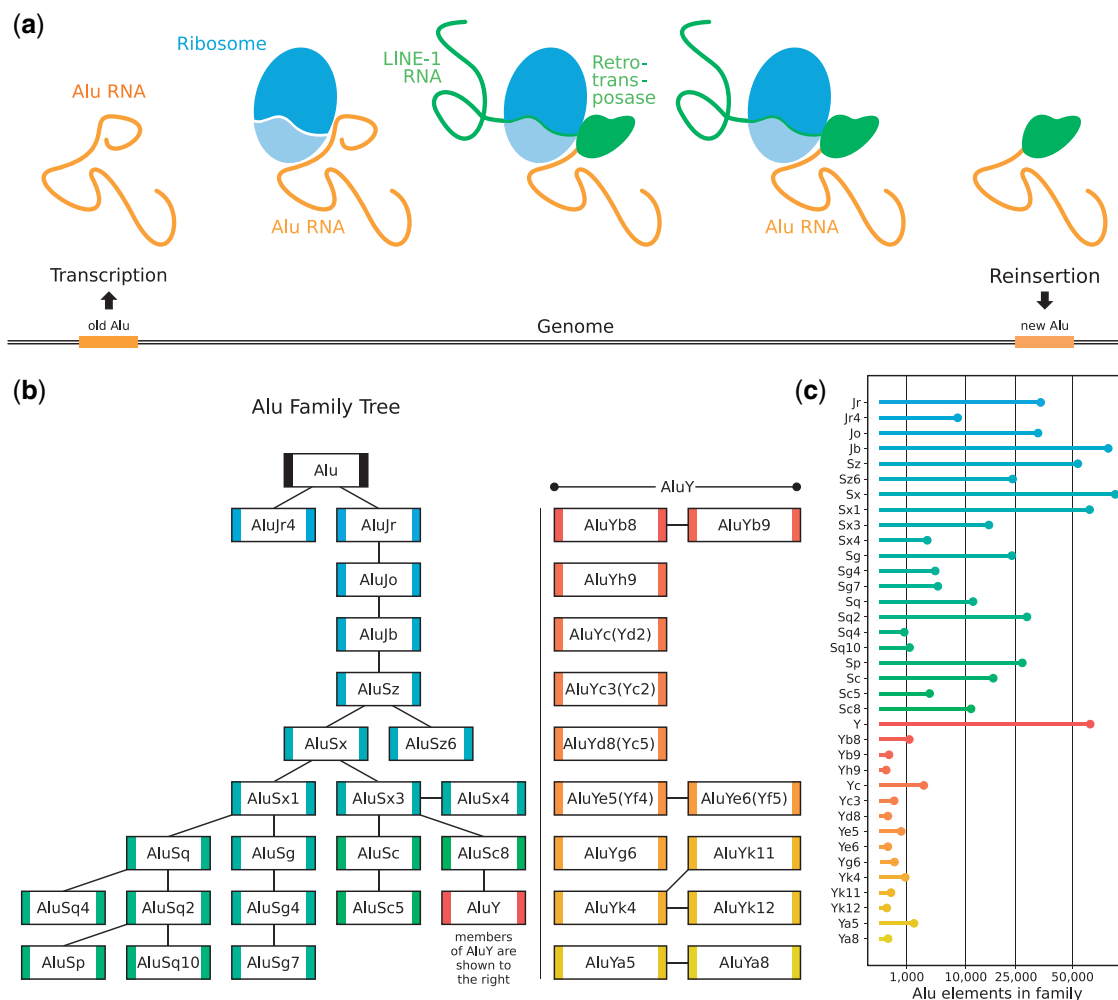 (a)
Ribosome
Alu RNA
Alu RNA
LINE-1
RNA
Retro-
trans-
posase
Alu RNA
Transcription
old Alu
Genome
Reinsertion
new Alu
(b)
Alu Family Tree
Alu
AluJr4
AluJr
AluJo
AluJb
AluSz
AluSx
AluSz6
AluSx1
AluSx3
AluSx4
AluSq
AluSg
AluSc
AluSc8
AluSq4
AluSq2
AluSg4
AluSc5
AluY
AluSp
AluSq10
AluSg7
members
of AluY are
shown to
the right
AluY
AluYb8
AluYb9
AluYh9
AluYc(Yd2)
AluYc3(Yc2)
AluYd8(Yc5)
AluYe5(Yf4)
AluYe6(Yf5)
AluYg6
AluYk11
AluYk4
AluYk12
AluYa5
AluYa8
(c)
Jr
Jr4
Jo
Jb
Sz
Sz6
Sx
Sx1
Sx3
Sx4
Sg
Sg4
Sg7
Sq
Sq2
Sq4
Sq10
Sp
Sc
Sc5
Sc8
Y
Yb8
Yb9
Yh9
Yc
Yc3
Yd8
Ye5
Ye6
Yg6
Yk4
Yk11
Yk12
Ya5
Ya8
1,000 10,000 25,000 50,000
Alu elements in family